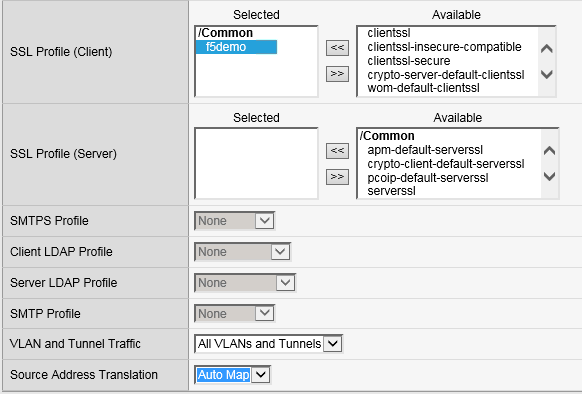 Selected Available
SSL Profile (Client)
/Common
f5demo
<<
>>
clientssl
clientssl-insecure-compatible
clientssl-secure
crypto-server-default-clientssl
wom-default-clientssl
Selected Available
SSL Profile (Server)
<<
>>
/Common
apm-default-serverssl
crypto-client-default-serverssl
pcoip-default-serverssl
serverssl
SMTPS Profile None
Client LDAP Profile None
Server LDAP Profile None
SMTP Profile None
VLAN and Tunnel Traffic All VLANs and Tunnels
Source Address Translation Auto Map